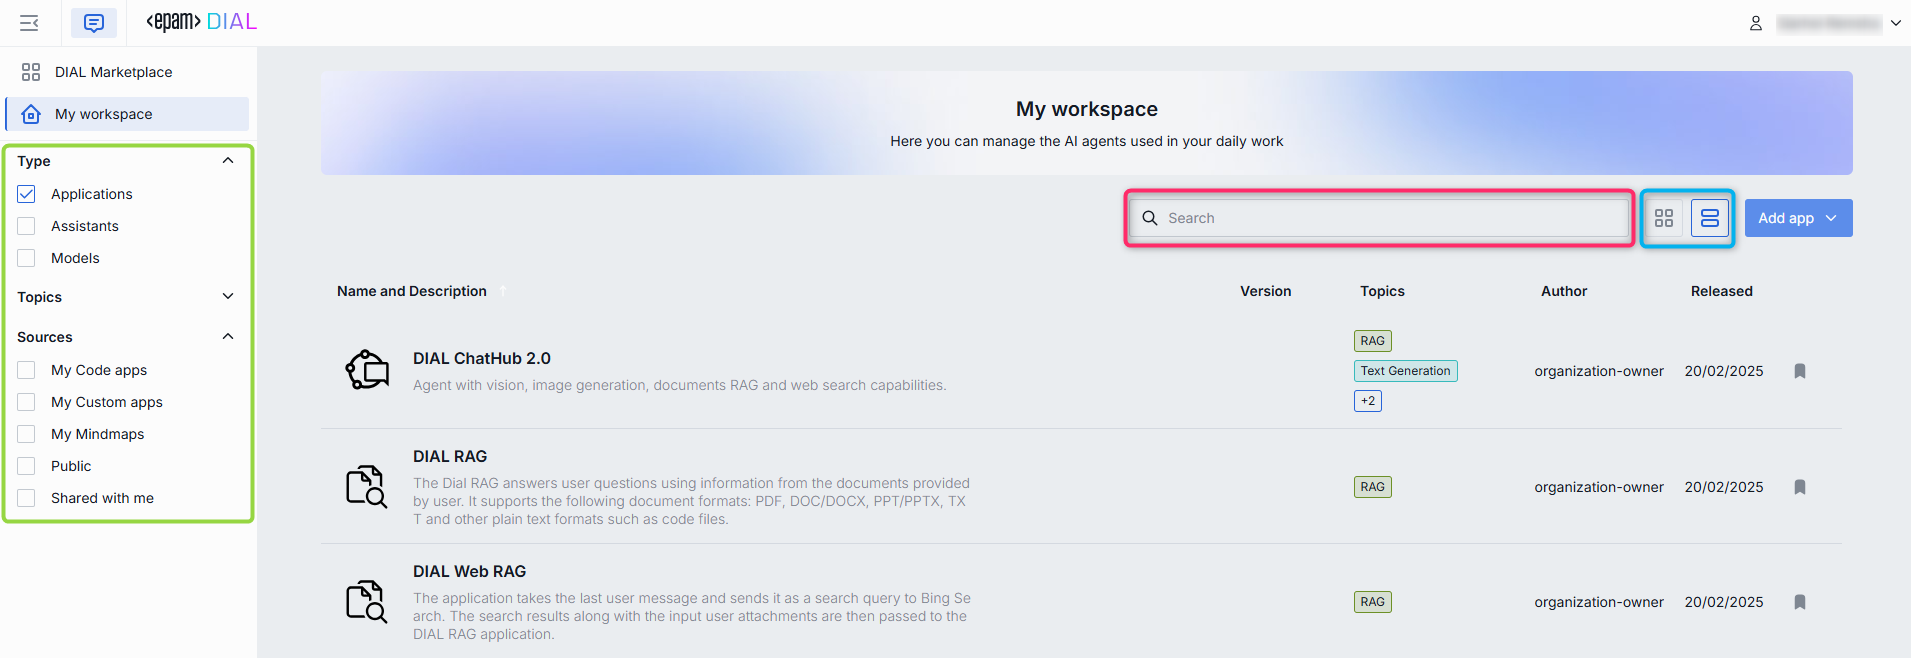 <epam> DIAL
DIAL Marketplace
My workspace
Type
Applications
Assistants
Models
Topics
Sources
My Code apps
My Custom apps
My Mindmaps
Public
Shared with me
My workspace
Here you can manage the AI agents used in your daily work
Search
Add app
Name and Description ↑ Version Topics Author Released
DIAL ChatHub 2.0
Agent with vision, image generation, documents RAG and web search capabilities.
RAG
Text Generation
+2
organization-owner 20/02/2025
DIAL RAG
The Dial RAG answers user questions using information from the documents provided
by user. It supports the following document formats: PDF, DOC/DOCX, PPT/PPTX, TX
T and other plain text formats such as code files.
RAG
organization-owner 20/02/2025
DIAL Web RAG
The application takes the last user message and sends it as a search query to Bing Se
arch. The search results along with the input user attachments are then passed to the
DIAL RAG application.
RAG
organization-owner 20/02/2025